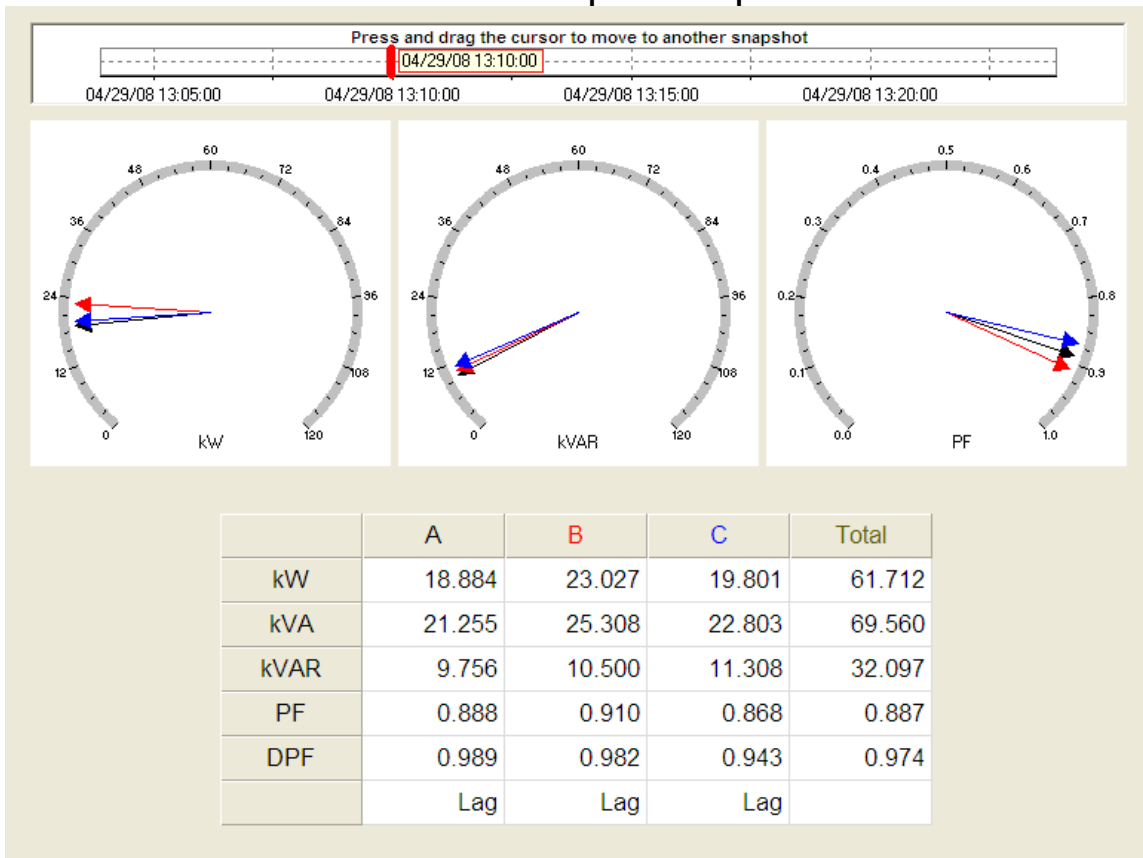 Press and drag the cursor to move to another snapshot
04/29/08 13:10:00
04/29/08 13:05:00 04/29/08 13:10:00 04/29/08 13:15:00 04/29/08 13:20:00
0 12 24 36 48 60 72 84 96 108 120
kW
0 12 24 36 48 60 72 84 96 108 120
kVAR
0.0 0.1 0.2 0.3 0.4 0.5 0.6 0.7 0.8 0.9 1.0
PF
A B C Total
kW 18.884 23.027 19.801 61.712
kVA 21.255 25.308 22.803 69.560
kVAR 9.756 10.500 11.308 32.097
PF 0.888 0.910 0.868 0.887
DPF 0.989 0.982 0.943 0.974
Lag Lag Lag